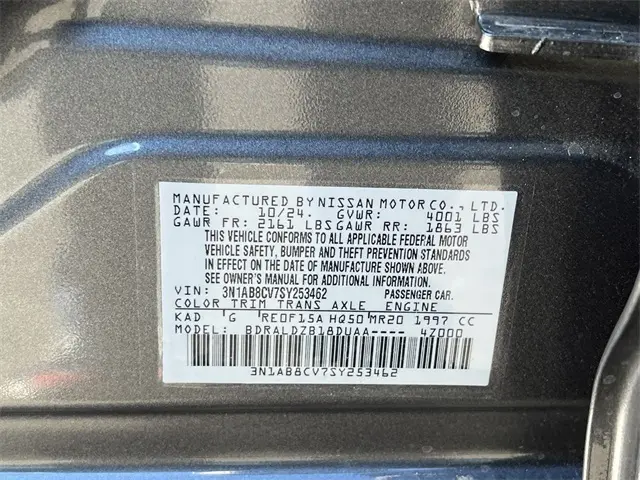 MANUFACTURED BY NISSAN MOTOR CO., LTD.
DATE: 10/24. GVWR: 4001 LBS
GAWR FR: 2161 LBS GAWR RR: 1863 LBS
THIS VEHICLE CONFORMS TO ALL APPLICABLE FEDERAL MOTOR
VEHICLE SAFETY, BUMPER AND THEFT PREVENTION STANDARDS
IN EFFECT ON THE DATE OF MANUFACTURE SHOWN ABOVE.
SEE OWNER'S MANUAL FOR ADDITIONAL INFORMATION.
VIN: 3N1AB8CV7SY253462 PASSENGER CAR.
COLOR TRIM TRANS AXLE ENGINE
KAD G RE0F15A HQ50 MR20 1997 CC
MODEL: BDRALDZB18DUAA---- 47000
3N1AB8CV7SY253462